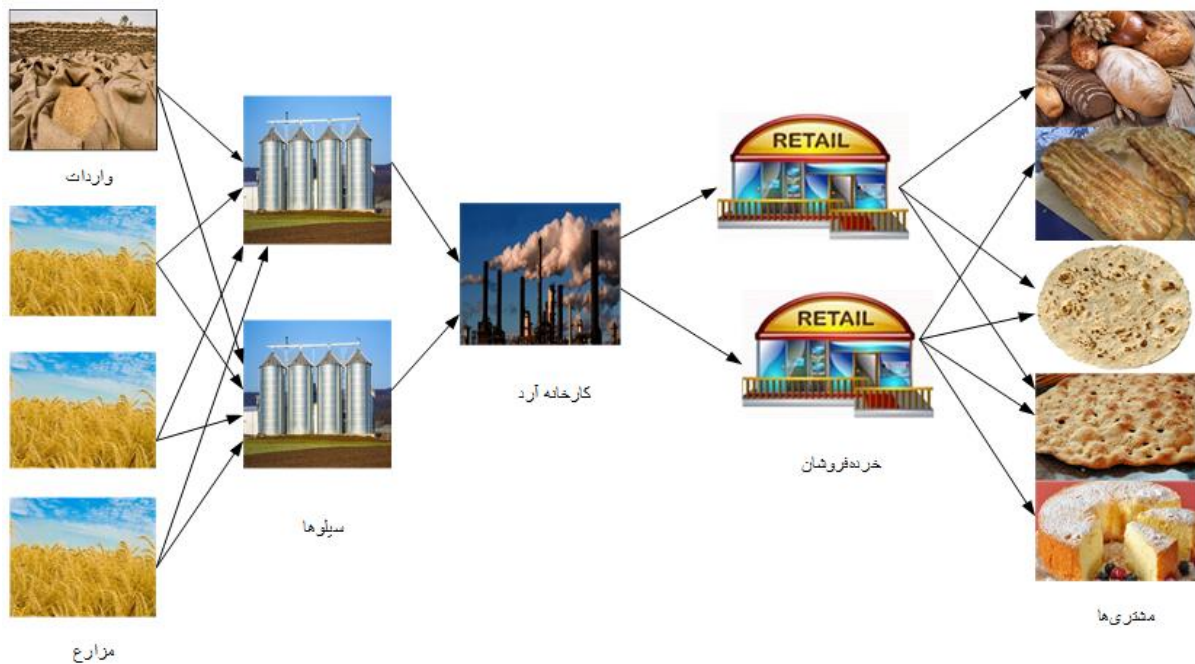 واردات
مزارع
سیلوها
کارخانه آرد
RETAIL
RETAIL
خرده‌فروشان
مشتری‌ها